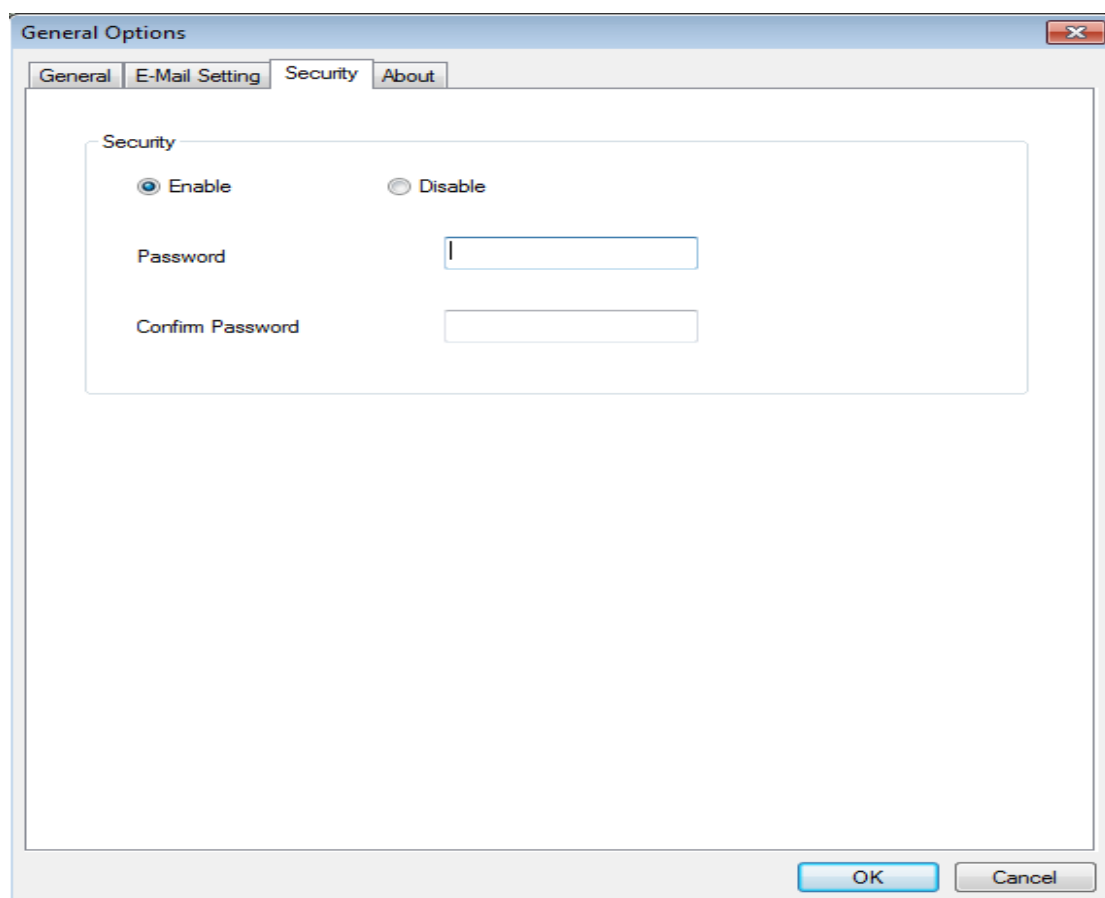 General Options
General E-Mail Setting Security About
Security
Enable Disable
Password
Confirm Password
OK Cancel